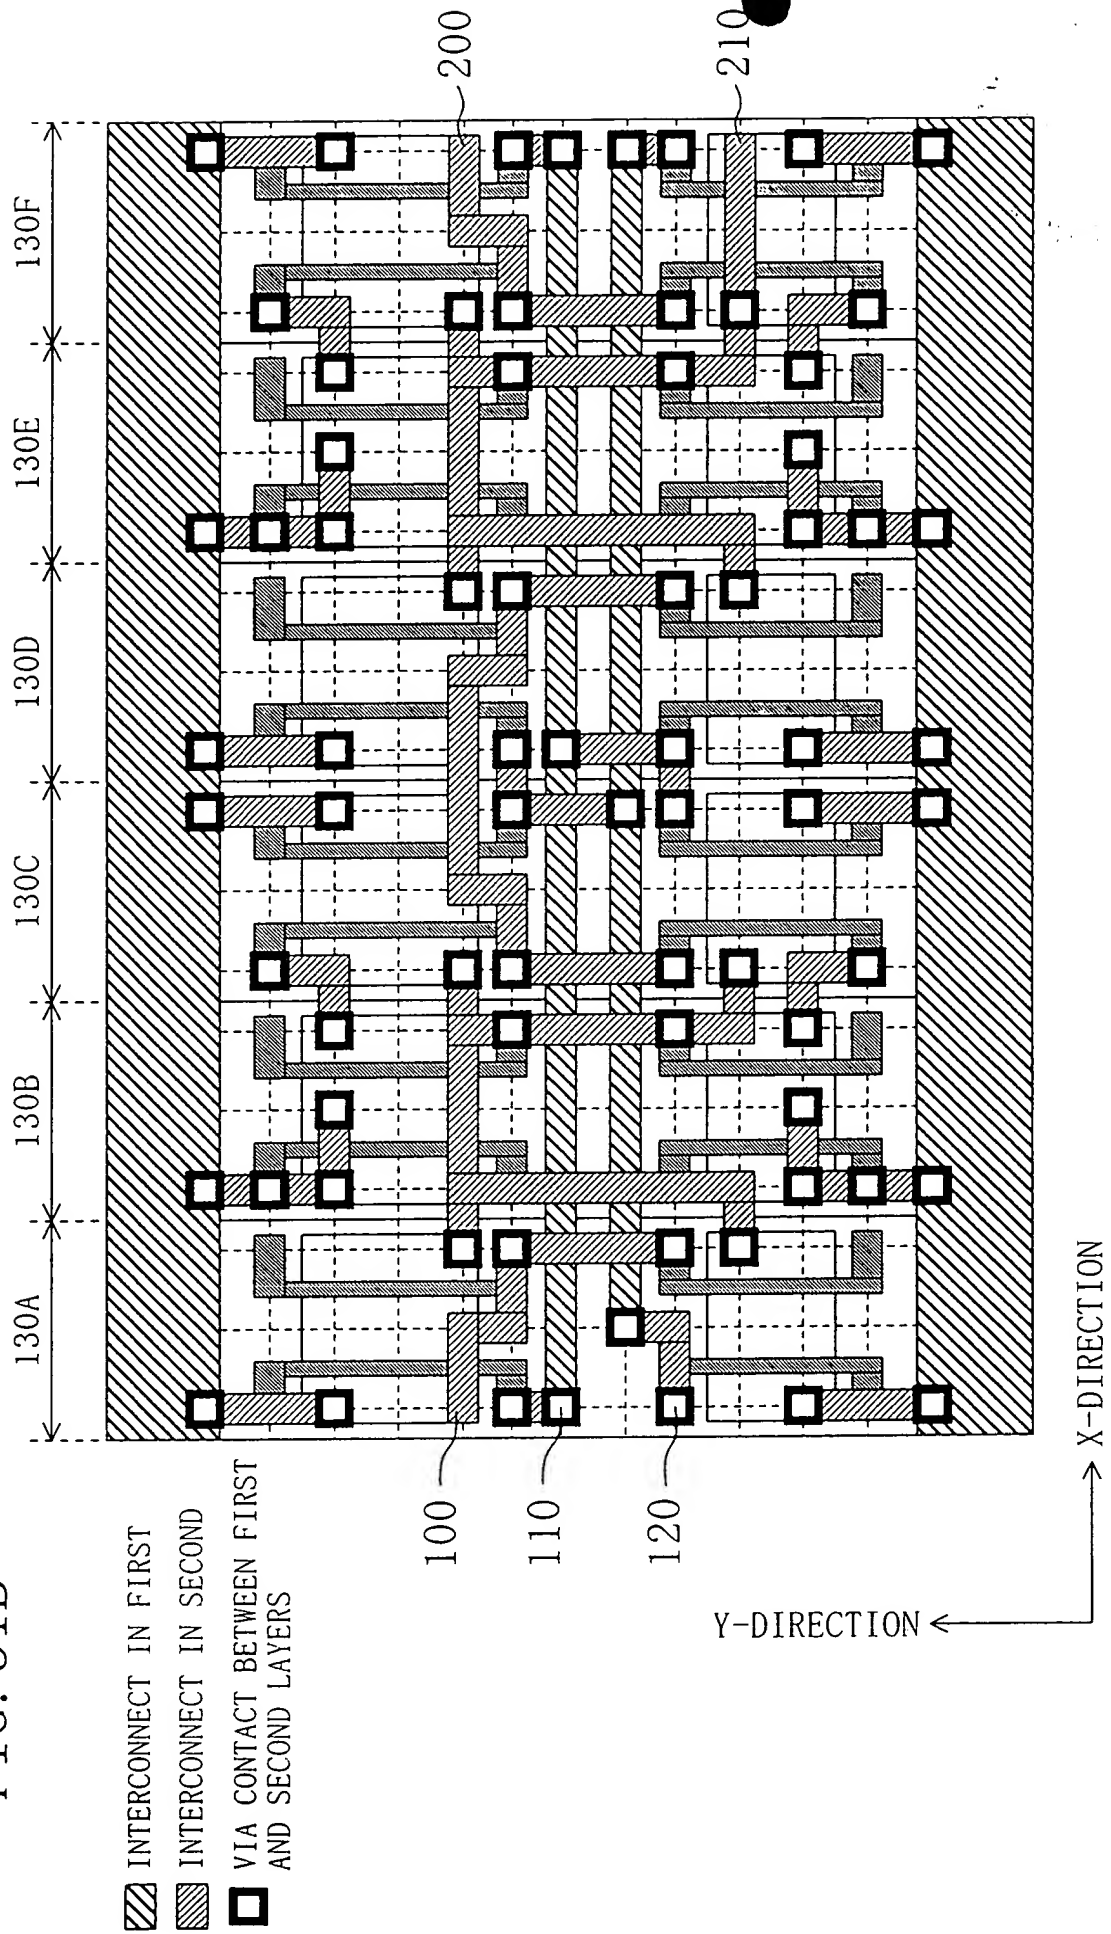 INTERCONNECT IN FIRST
INTERCONNECT IN SECOND
VIA CONTACT BETWEEN FIRST
AND SECOND LAYERS
130A
130B
130C
130D
130E
130F
100
110
120
200
210
Y-DIRECTION
X-DIRECTION